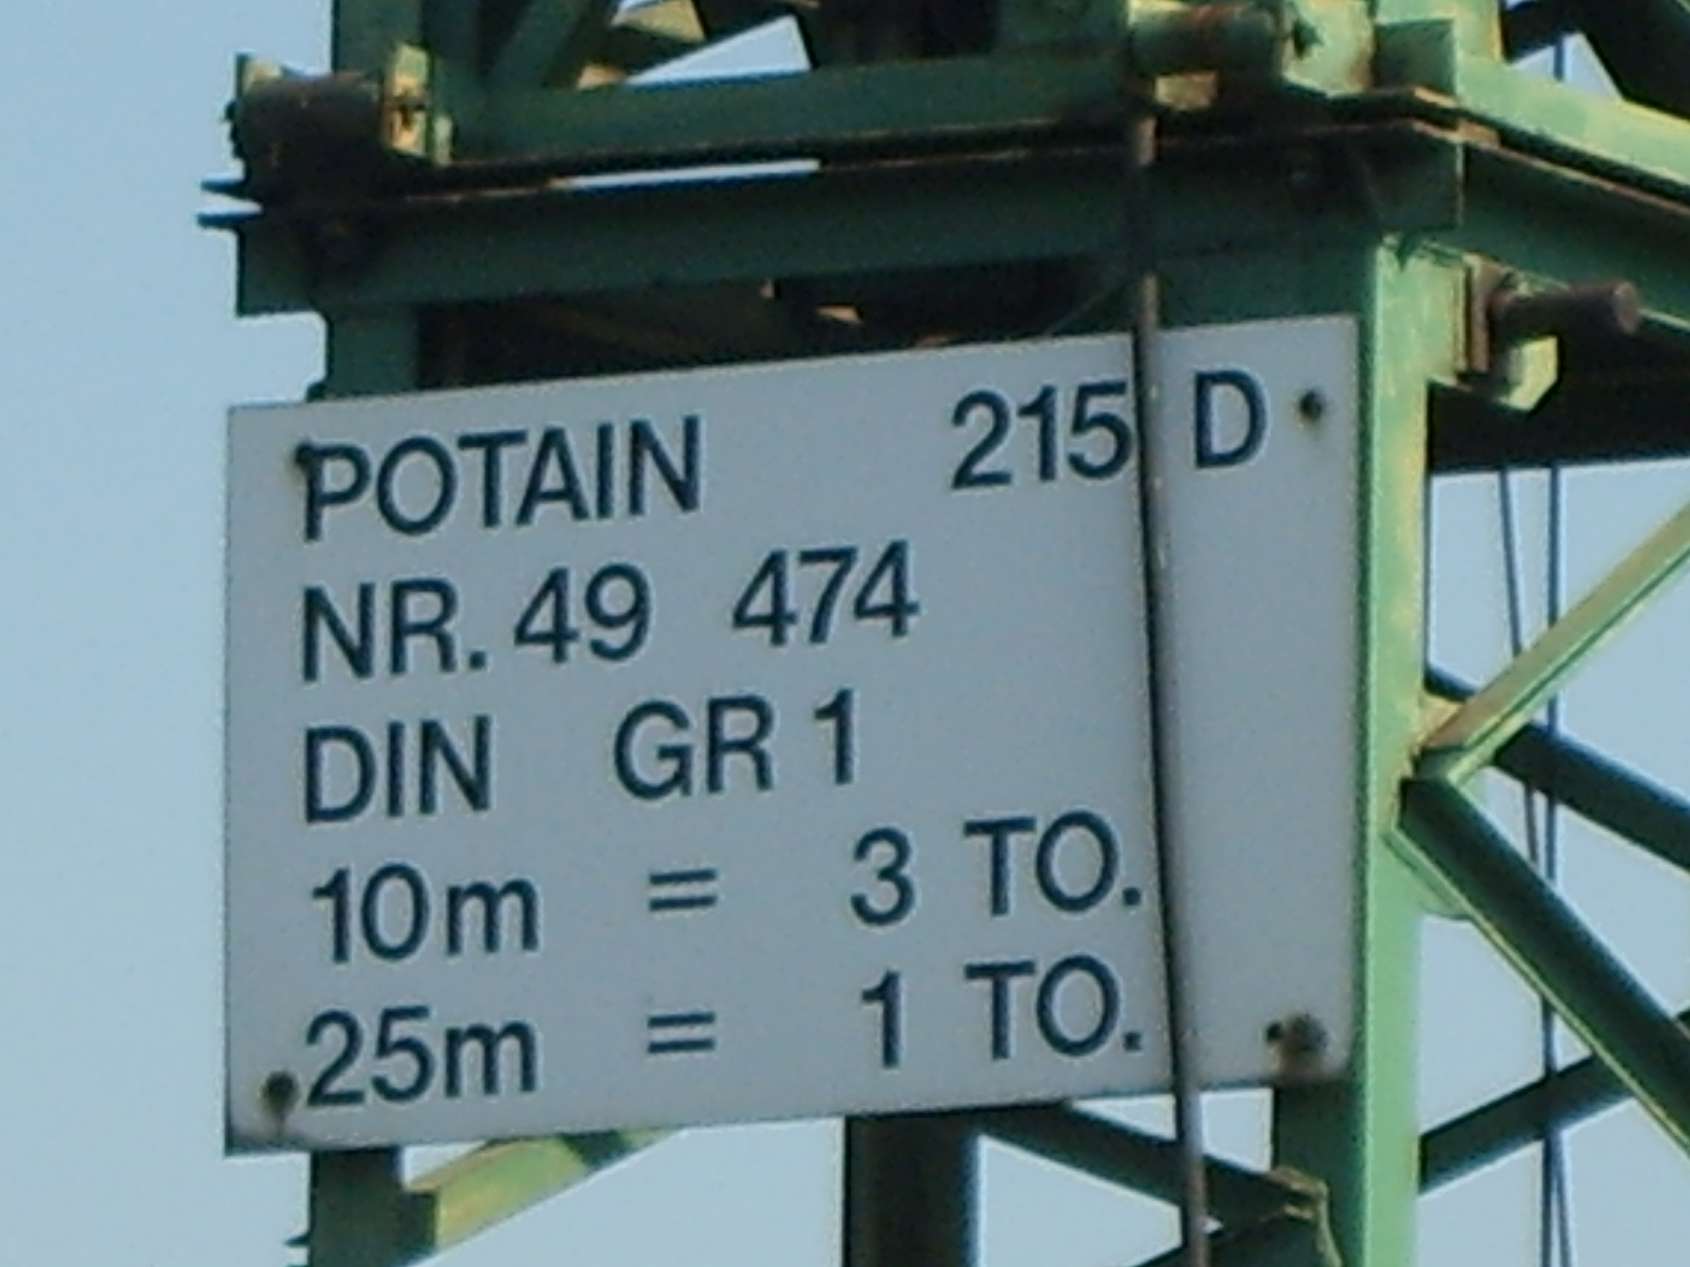 POTAIN 215 D
NR. 49 474
DIN GR 1
10m = 3 TO.
25m = 1 TO.